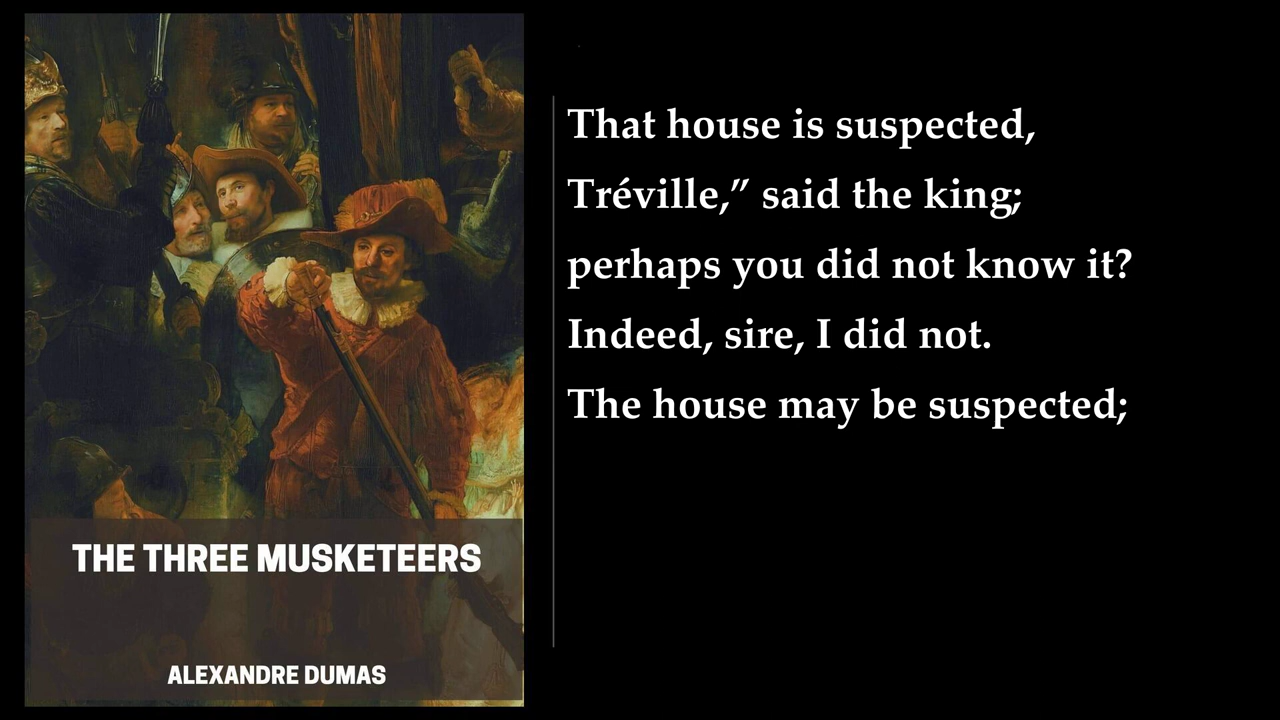 THE THREE MUSKETEERS
ALEXANDRE DUMAS
That house is suspected,
Tréville,” said the king;
perhaps you did not know it?
Indeed, sire, I did not.
The house may be suspected;